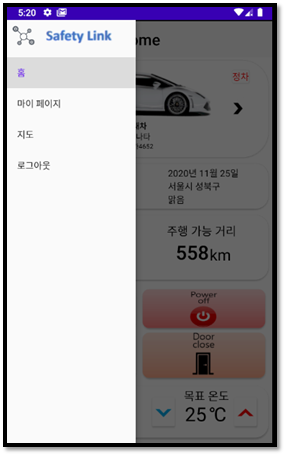 5:20
Safety Link
ome
홈
마이 페이지
지도
로그아웃
정차
내차
나다
04652
2020년 11월 25일
서울시 성북구
맑음
주행 가능 거리
558km
Power
off
Door
close
목표 온도
25℃